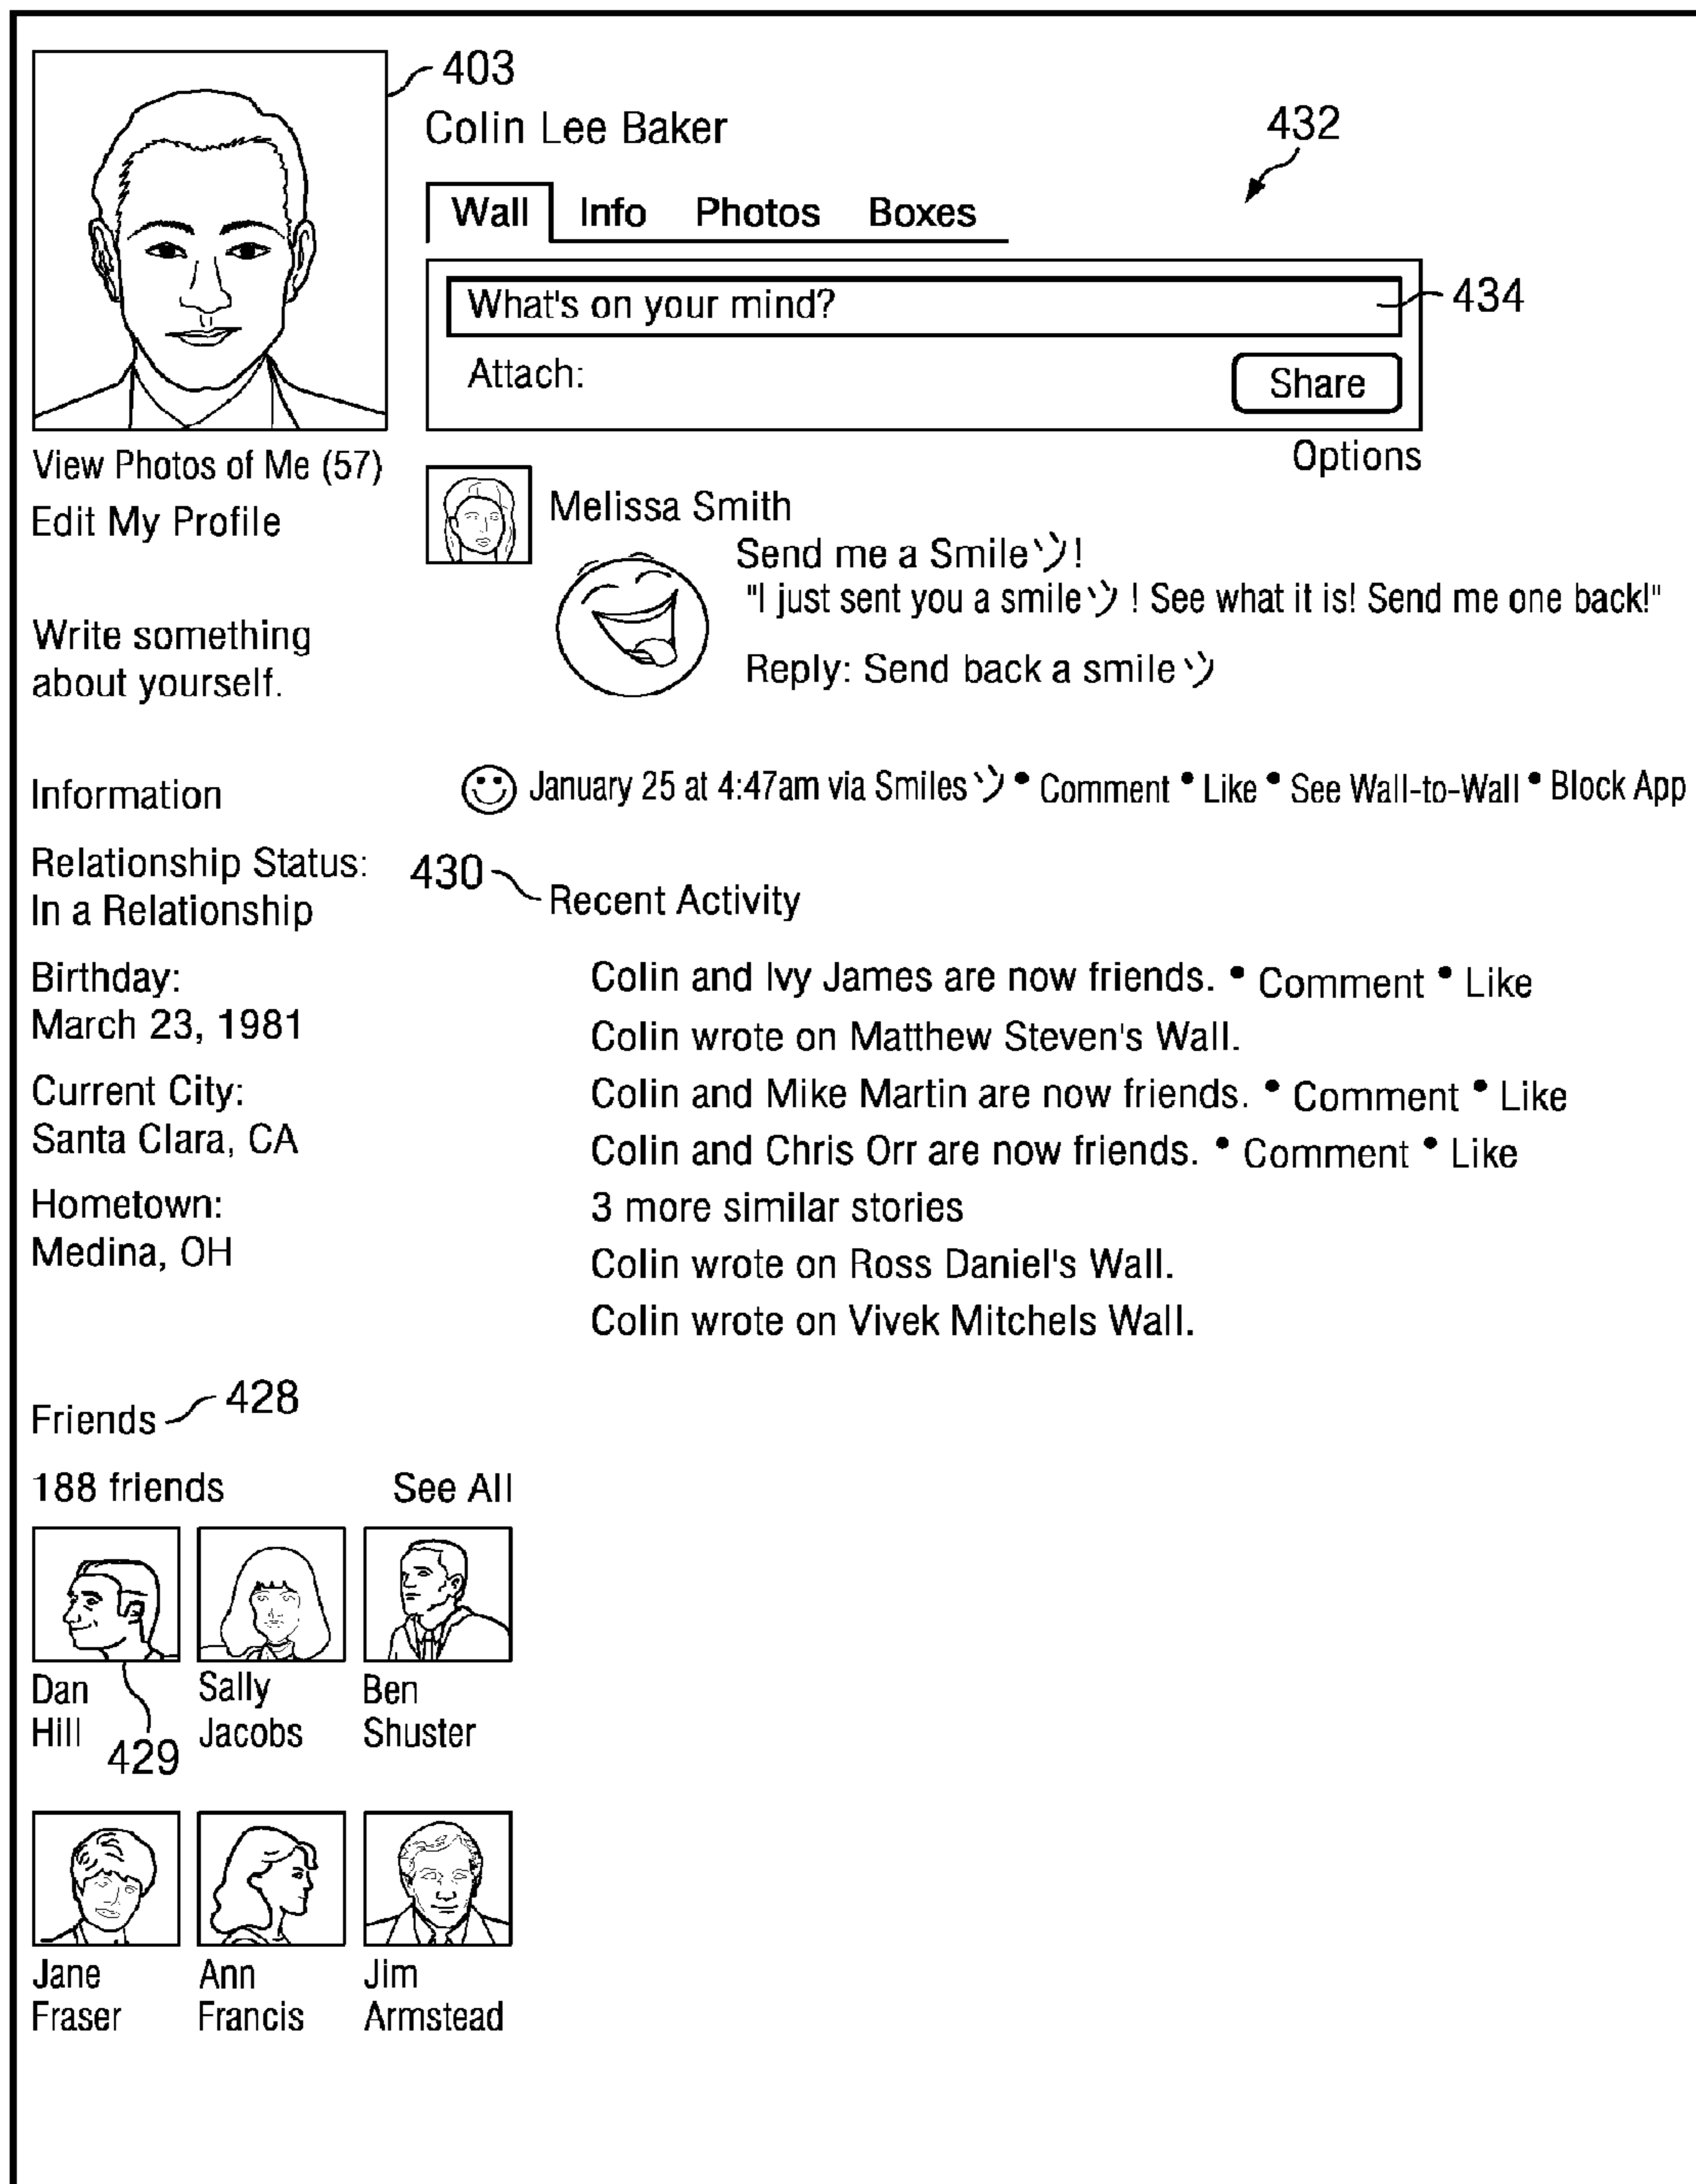 403
Colin Lee Baker
432
Wall Info Photos Boxes
What's on your mind?
434
Attach:
Share
Options
View Photos of Me (57)
Edit My Profile
Write something
about yourself.
Melissa Smith
Send me a Smileツ!
"I just sent you a smileツ ! See what it is! Send me one back!"
Reply: Send back a smileツ
January 25 at 4:47am via Smilesツ • Comment • Like • See Wall-to-Wall • Block App
Information
Relationship Status:
In a Relationship
Birthday:
March 23, 1981
Current City:
Santa Clara, CA
Hometown:
Medina, OH
430
Recent Activity
Colin and Ivy James are now friends. • Comment • Like
Colin wrote on Matthew Steven's Wall.
Colin and Mike Martin are now friends. • Comment • Like
Colin and Chris Orr are now friends. • Comment • Like
3 more similar stories
Colin wrote on Ross Daniel's Wall.
Colin wrote on Vivek Mitchels Wall.
Friends
428
188 friends See All
Dan
Hill
429
Sally
Jacobs
Ben
Shuster
Jane
Fraser
Ann
Francis
Jim
Armstead